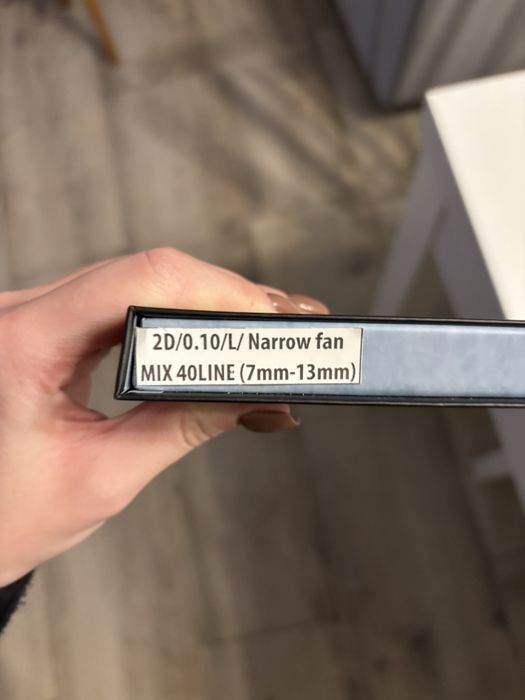 2D/0.10/L/ Narrow fan
MIX 40LINE (7mm-13mm)